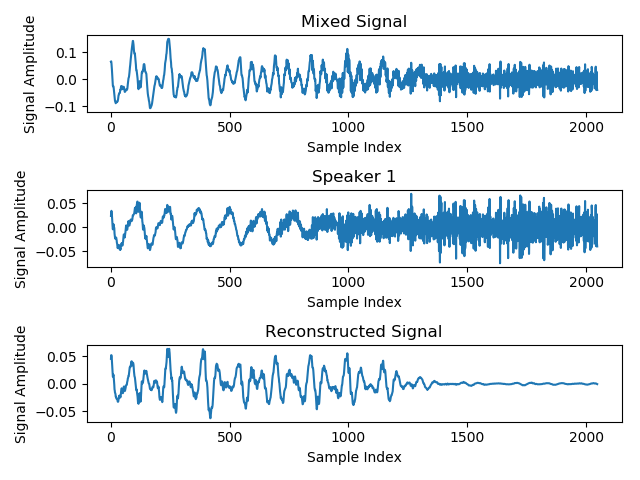 Mixed Signal
Signal Amplitude
0.1
0.0
−0.1
0 500 1000 1500 2000
Sample Index
Speaker 1
Signal Amplitude
0.05
0.00
−0.05
0 500 1000 1500 2000
Sample Index
Reconstructed Signal
Signal Amplitude
0.05
0.00
−0.05
0 500 1000 1500 2000
Sample Index